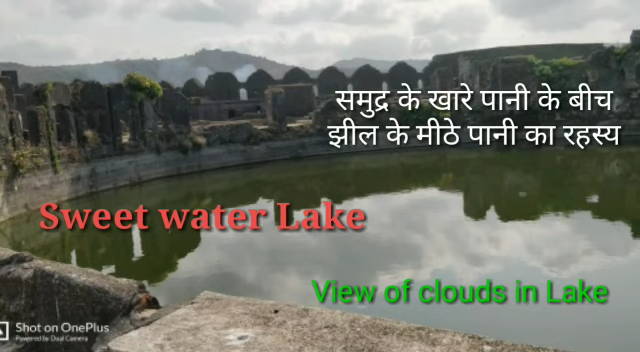 समुद्र के खारे पानी के बीच
झील के मीठे पानी का रहस्य
Sweet water Lake
View of clouds in Lake
Shot on OnePlus
Powered by Dual Camera